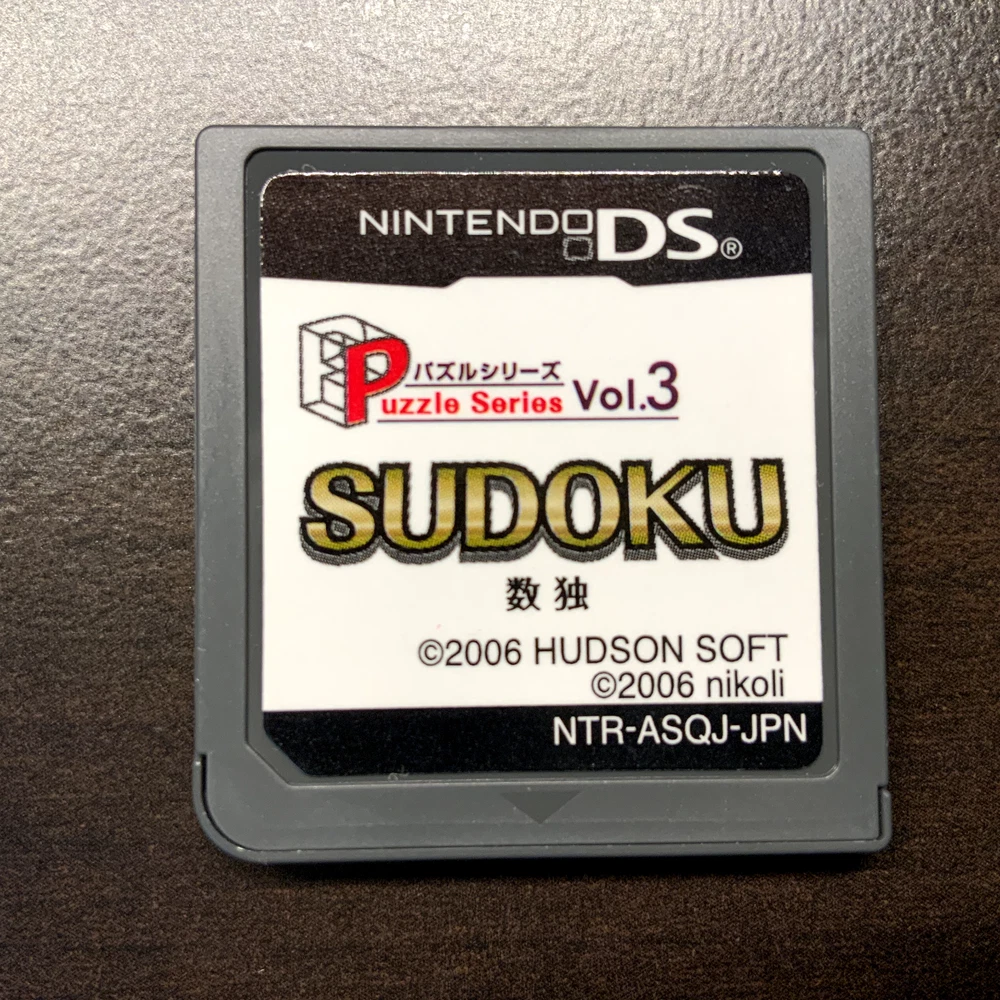 NINTENDO DS®
パズルシリーズ
Puzzle Series Vol.3
SUDOKU
数独
©2006 HUDSON SOFT
©2006 nikoli
NTR-ASQJ-JPN